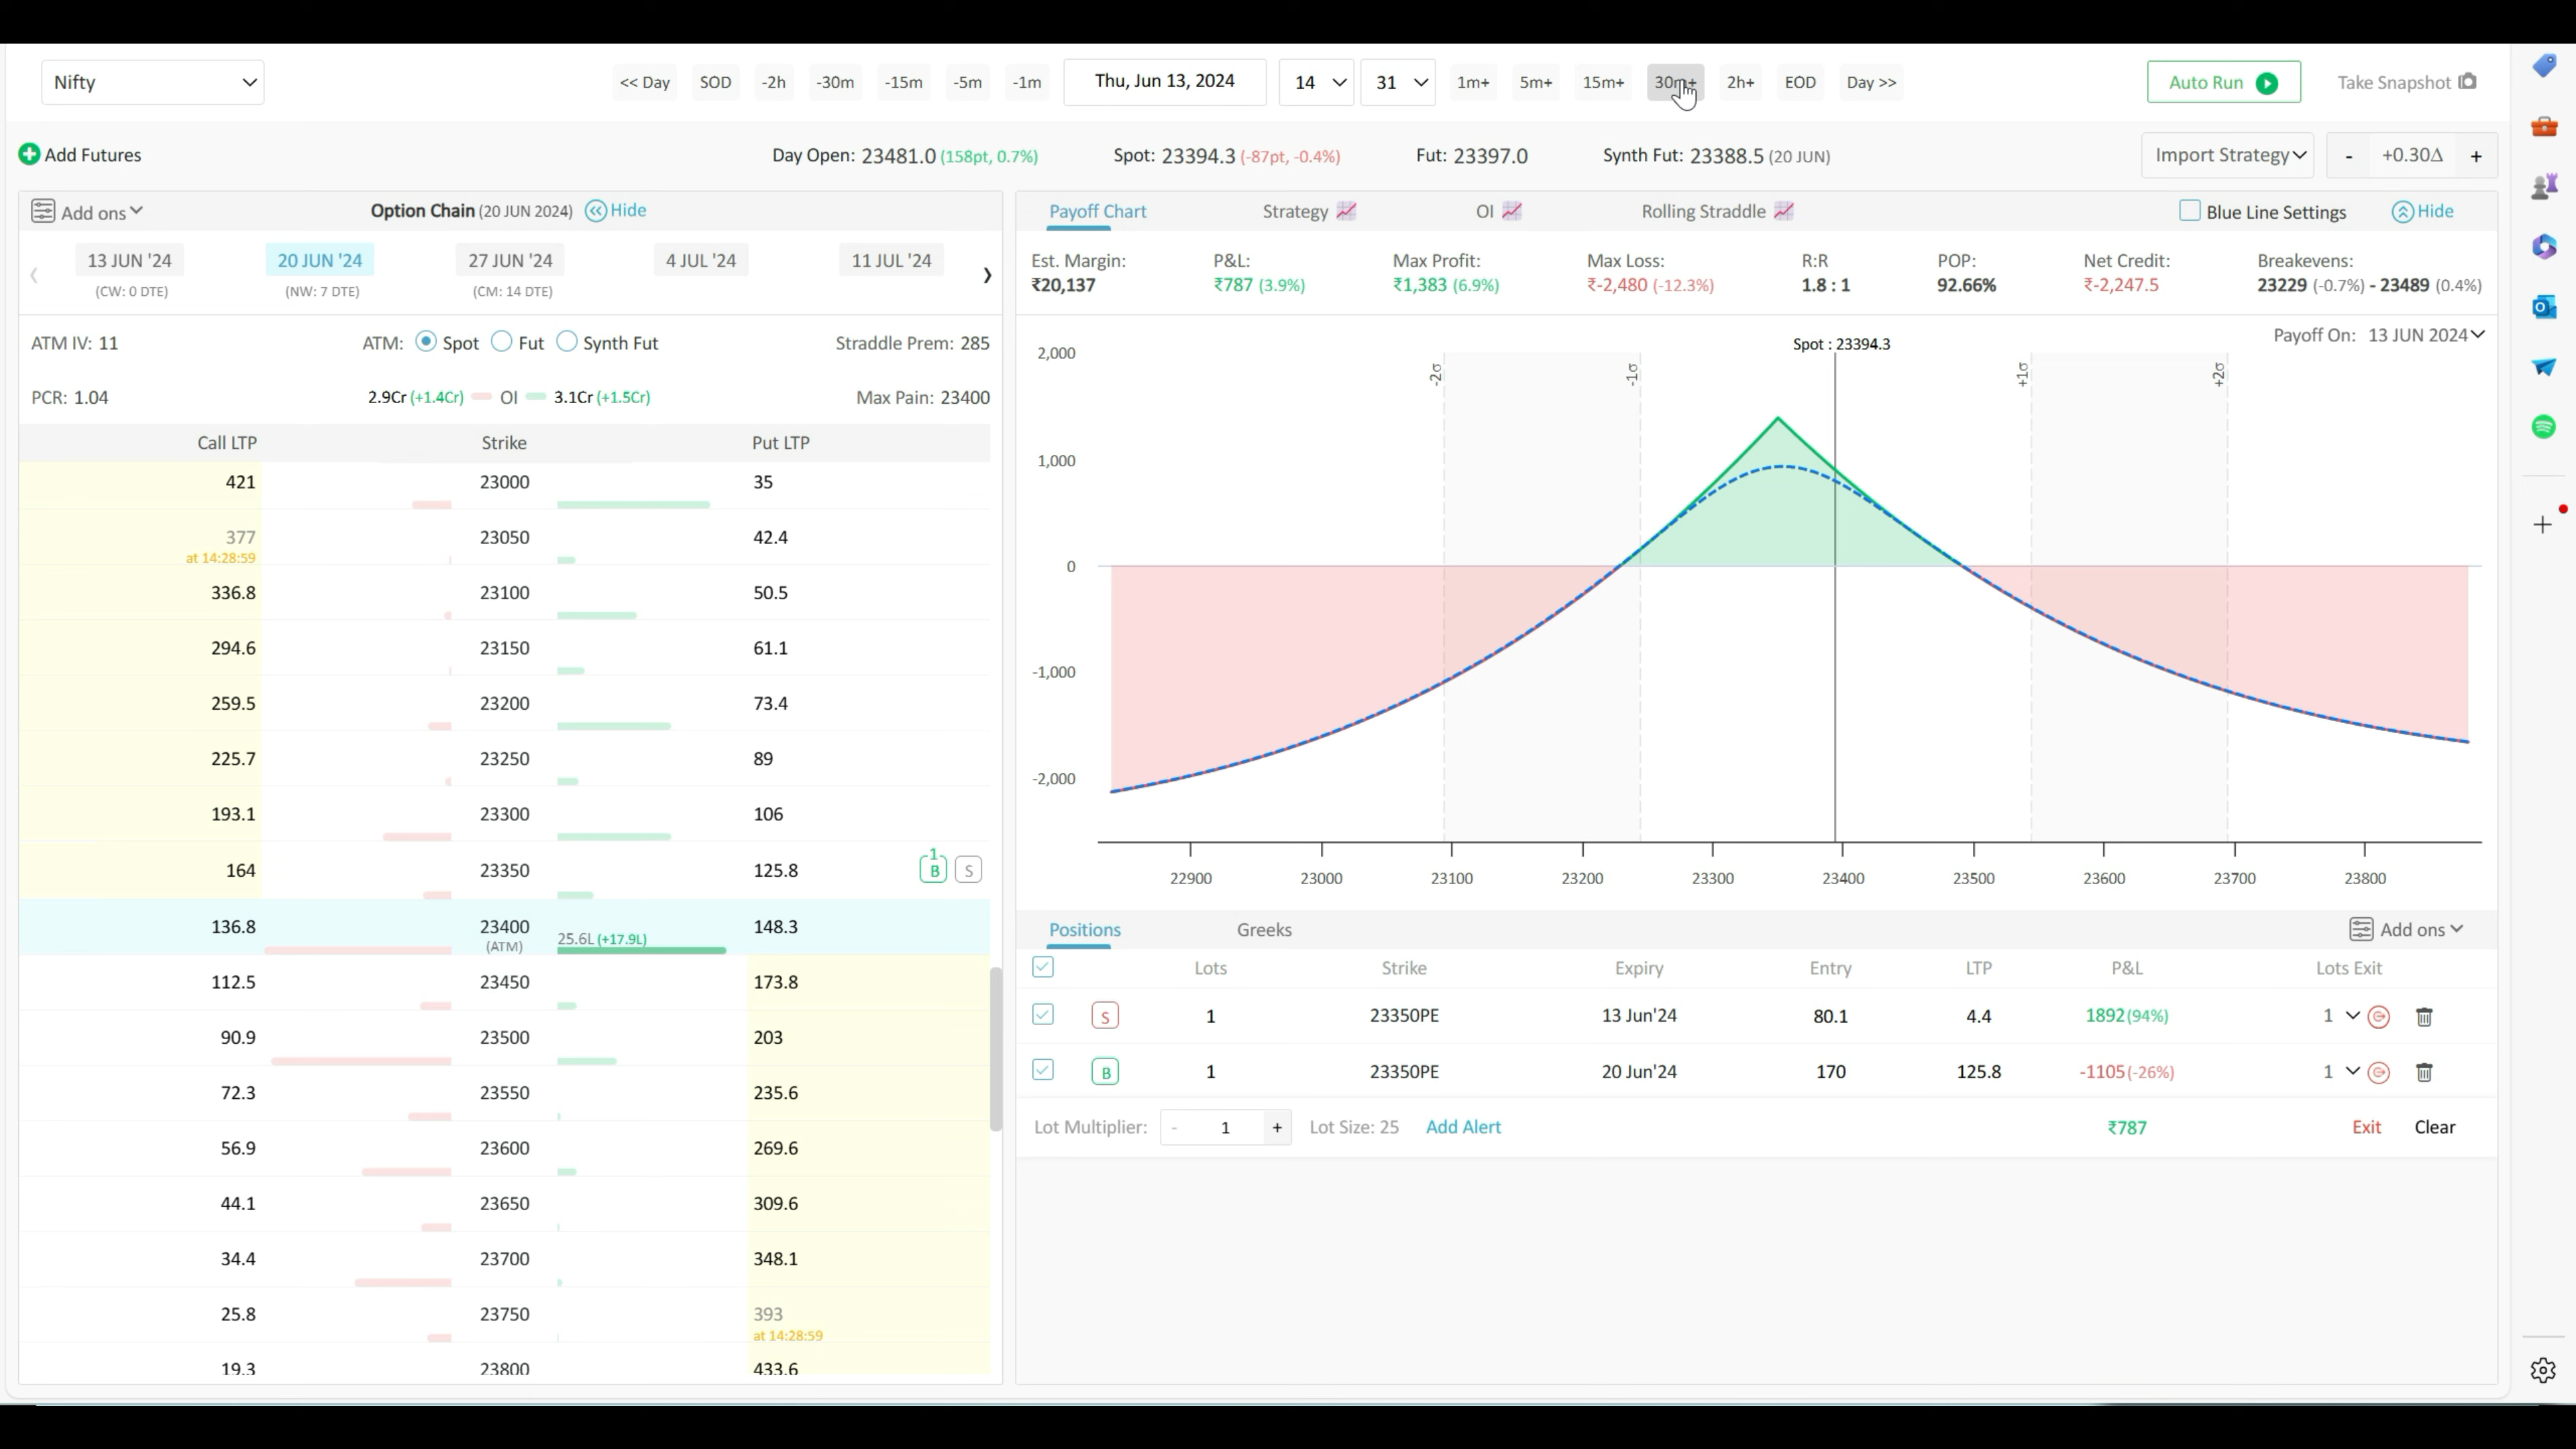 Nifty
<< Day SOD -2h -30m -15m -5m -1m Thu, Jun 13, 2024 14 31 1m+ 5m+ 15m+ 30m+ 2h+ EOD Day >>
Auto Run
Take Snapshot
Add Futures
Day Open: 23481.0 (158pt, 0.7%) Spot: 23394.3 (-87pt, -0.4%) Fut: 23397.0 Synth Fut: 23388.5 (20 JUN)
Import Strategy
- +0.30Δ +
Add ons
Option Chain (20 JUN 2024) Hide
13 JUN '24 20 JUN '24 27 JUN '24 4 JUL '24 11 JUL '24
(CW: 0 DTE) (NW: 7 DTE) (CM: 14 DTE)
ATM IV: 11 ATM: Spot Fut Synth Fut Straddle Prem: 285
PCR: 1.04 2.9Cr (+1.4Cr) OI 3.1Cr (+1.5Cr) Max Pain: 23400
Call LTP Strike Put LTP
421 23000 35
377 23050 42.4
at 14:28:59
336.8 23100 50.5
294.6 23150 61.1
259.5 23200 73.4
225.7 23250 89
193.1 23300 106
164 23350 125.8 1 B S
136.8 23400 148.3
(ATM) 25.6L (+17.9L)
112.5 23450 173.8
90.9 23500 203
72.3 23550 235.6
56.9 23600 269.6
44.1 23650 309.6
34.4 23700 348.1
25.8 23750 393
at 14:28:59
19.3 23800 433.6
Payoff Chart Strategy OI Rolling Straddle Blue Line Settings Hide
Est. Margin: P&L: Max Profit: Max Loss: R:R POP: Net Credit: Breakevens:
₹20,137 ₹787 (3.9%) ₹1,383 (6.9%) ₹-2,480 (-12.3%) 1.8 : 1 92.66% ₹-2,247.5 23229 (-0.7%) - 23489 (0.4%)
Payoff On: 13 JUN 2024
Spot : 23394.3
-2σ -1σ +1σ +2σ
2,000
1,000
0
-1,000
-2,000
22900 23000 23100 23200 23300 23400 23500 23600 23700 23800
Positions Greeks Add ons
Lots Strike Expiry Entry LTP P&L Lots Exit
S 1 23350PE 13 Jun'24 80.1 4.4 1892(94%) 1
B 1 23350PE 20 Jun'24 170 125.8 -1105(-26%) 1
Lot Multiplier: - 1 + Lot Size: 25 Add Alert ₹787 Exit Clear